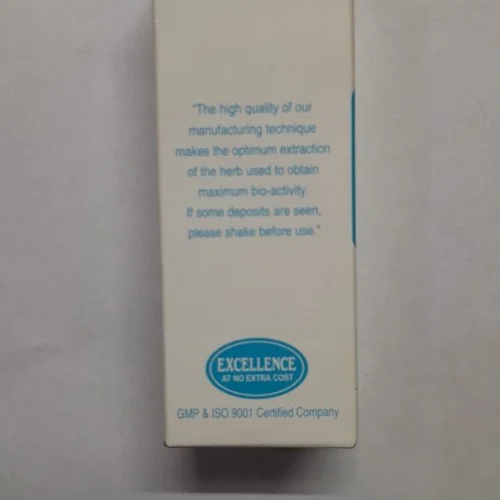 "The high quality of our
manufacturing technique
makes the optimum extraction
of the herb used to obtain
maximum bio-activity
If some deposits are seen,
please shake before use."
EXCELLENCE
AT NO EXTRA COST
GMP & ISO 9001 Certified Company